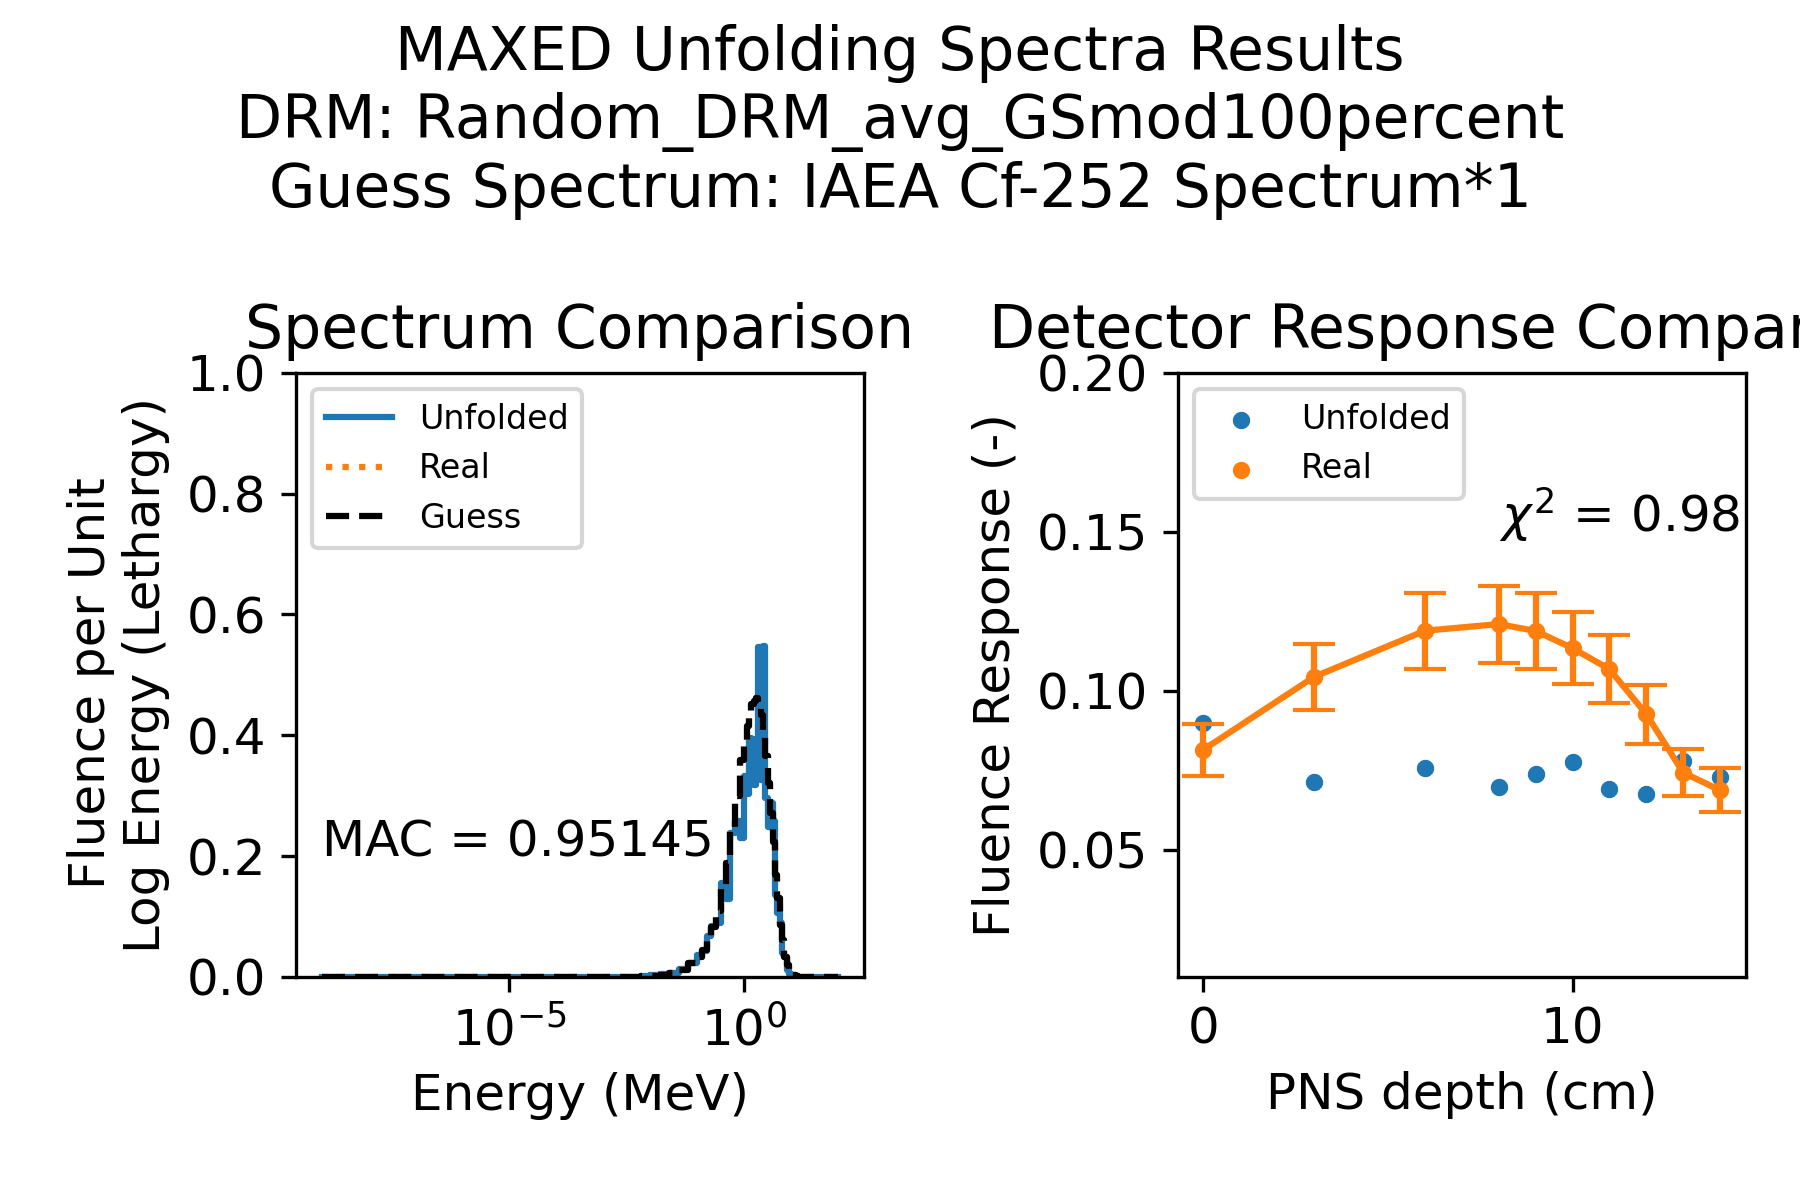 MAXED Unfolding Spectra Results
DRM: Random_DRM_avg_GSmod100percent
Guess Spectrum: IAEA Cf-252 Spectrum*1
Spectrum Comparison
1.0
0.8
0.6
0.4
0.2
0.0
Fluence per Unit
Log Energy (Lethargy)
Unfolded
Real
Guess
MAC = 0.95145
10⁻⁵
10⁰
Energy (MeV)
Detector Response Compar
0.20
0.15
0.10
0.05
Fluence Response (-)
Unfolded
Real
χ² = 0.98
0
10
PNS depth (cm)